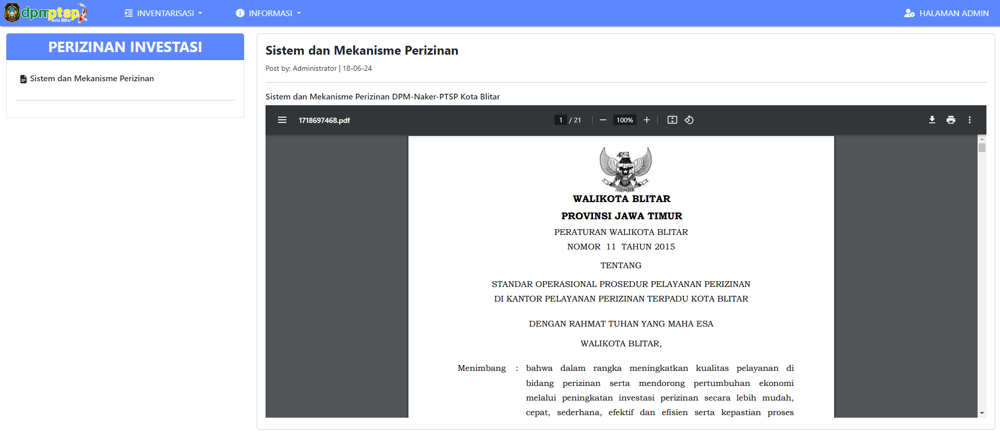 dpmptsp
Kota Blitar
INVENTARISASI
INFORMASI
HALAMAN ADMIN
PERIZINAN INVESTASI
Sistem dan Mekanisme Perizinan
Sistem dan Mekanisme Perizinan
Post by: Administrator | 18-06-24
Sistem dan Mekanisme Perizinan DPM-Naker-PTSP Kota Blitar
1718697468.pdf
1 / 21
100%
WALIKOTA BLITAR
PROVINSI JAWA TIMUR
PERATURAN WALIKOTA BLITAR
NOMOR 11 TAHUN 2015
TENTANG
STANDAR OPERASIONAL PROSEDUR PELAYANAN PERIZINAN
DI KANTOR PELAYANAN PERIZINAN TERPADU KOTA BLITAR
DENGAN RAHMAT TUHAN YANG MAHA ESA
WALIKOTA BLITAR,
Menimbang : bahwa dalam rangka meningkatkan kualitas pelayanan di
bidang perizinan serta mendorong pertumbuhan ekonomi
melalui peningkatan investasi perizinan secara lebih mudah,
cepat, sederhana, efektif dan efisien serta kepastian proses